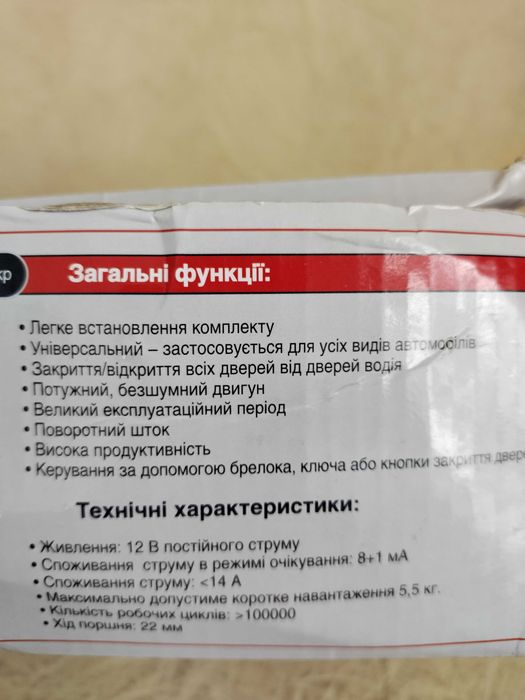 кр
Загальні функції:
• Легке встановлення комплекту
• Універсальний – застосовується для усіх видів автомобілів
• Закриття/відкриття всіх дверей від дверей водія
• Потужний, безшумний двигун
• Великий експлуатаційний період
• Поворотний шток
• Висока продуктивність
• Керування за допомогою брелока, ключа або кнопки закриття двере
Технічні характеристики:
• Живлення: 12 В постійного струму
• Споживання струму в режимі очікування: 8+1 мА
• Споживання струму: <14 А
• Максимально допустиме коротке навантаження 5,5 кг.
• Кількість робочих циклів: >100000
• Хід поршня: 22 мм